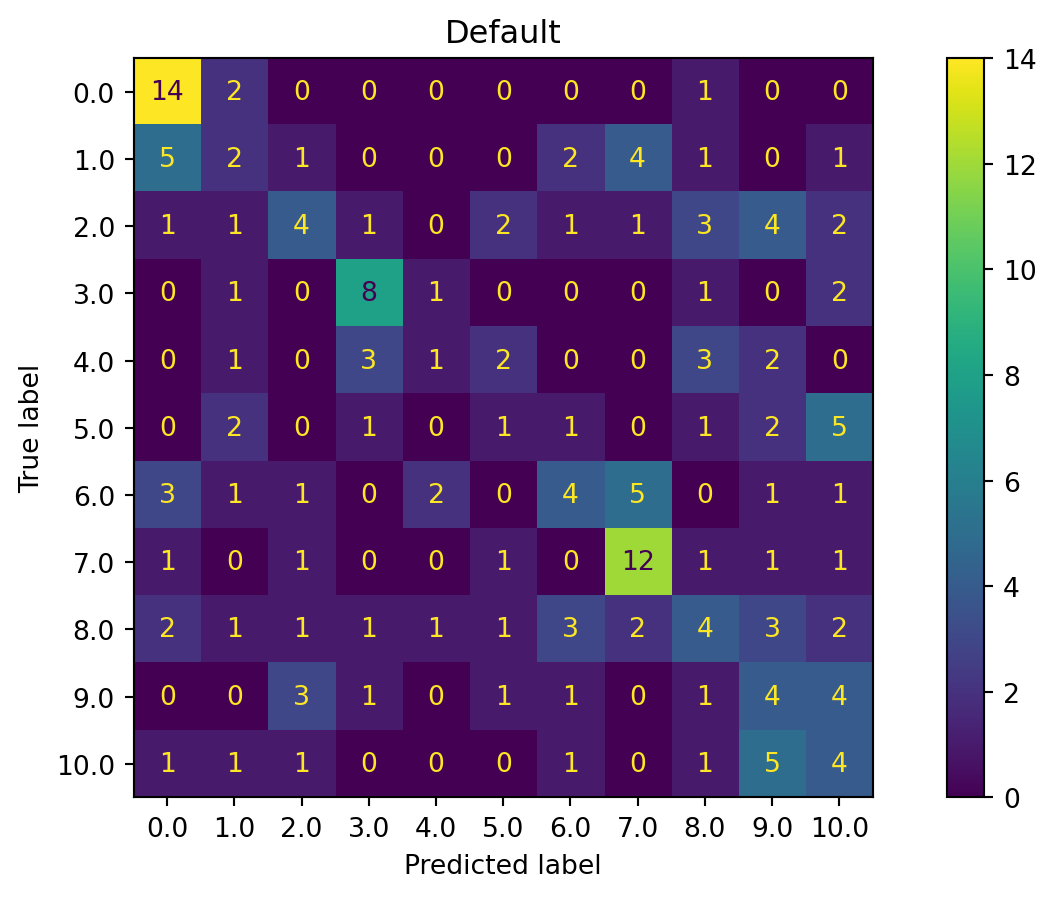 Default
0.0 14 2 0 0 0 0 0 0 1 0 0
1.0 5 2 1 0 0 0 2 4 1 0 1
2.0 1 1 4 1 0 2 1 1 3 4 2
3.0 0 1 0 8 1 0 0 0 1 0 2
4.0 0 1 0 3 1 2 0 0 3 2 0
5.0 0 2 0 1 0 1 1 0 1 2 5
6.0 3 1 1 0 2 0 4 5 0 1 1
7.0 1 0 1 0 0 1 0 12 1 1 1
8.0 2 1 1 1 1 1 3 2 4 3 2
9.0 0 0 3 1 0 1 1 0 1 4 4
10.0 1 1 1 0 0 0 1 0 1 5 4
0.0 1.0 2.0 3.0 4.0 5.0 6.0 7.0 8.0 9.0 10.0
Predicted label
True label
14
12
10
8
6
4
2
0